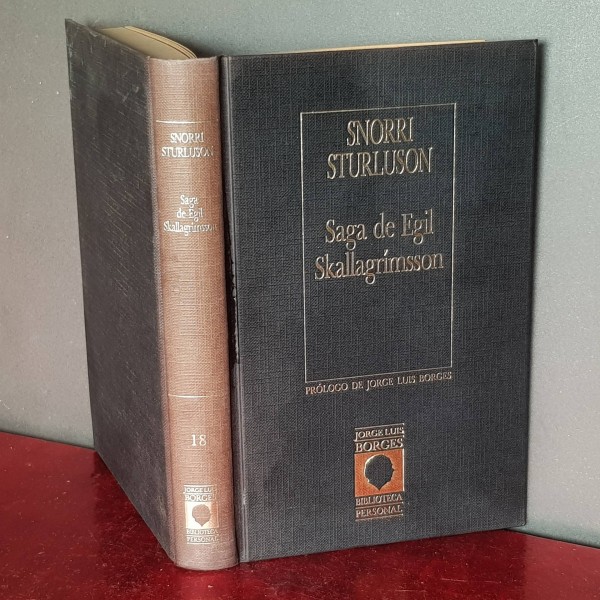 SNORRI
STURLUSON
Saga
de Egil
Skallagrímsson
18
JORGE LUIS
BORGES
BIBLIOTECA
PERSONAL
SNORRI
STURLUSON
Saga de Egil
Skallagrímsson
PRÓLOGO DE JORGE LUIS BORGES
JORGE LUIS
BORGES
BIBLIOTECA
PERSONAL